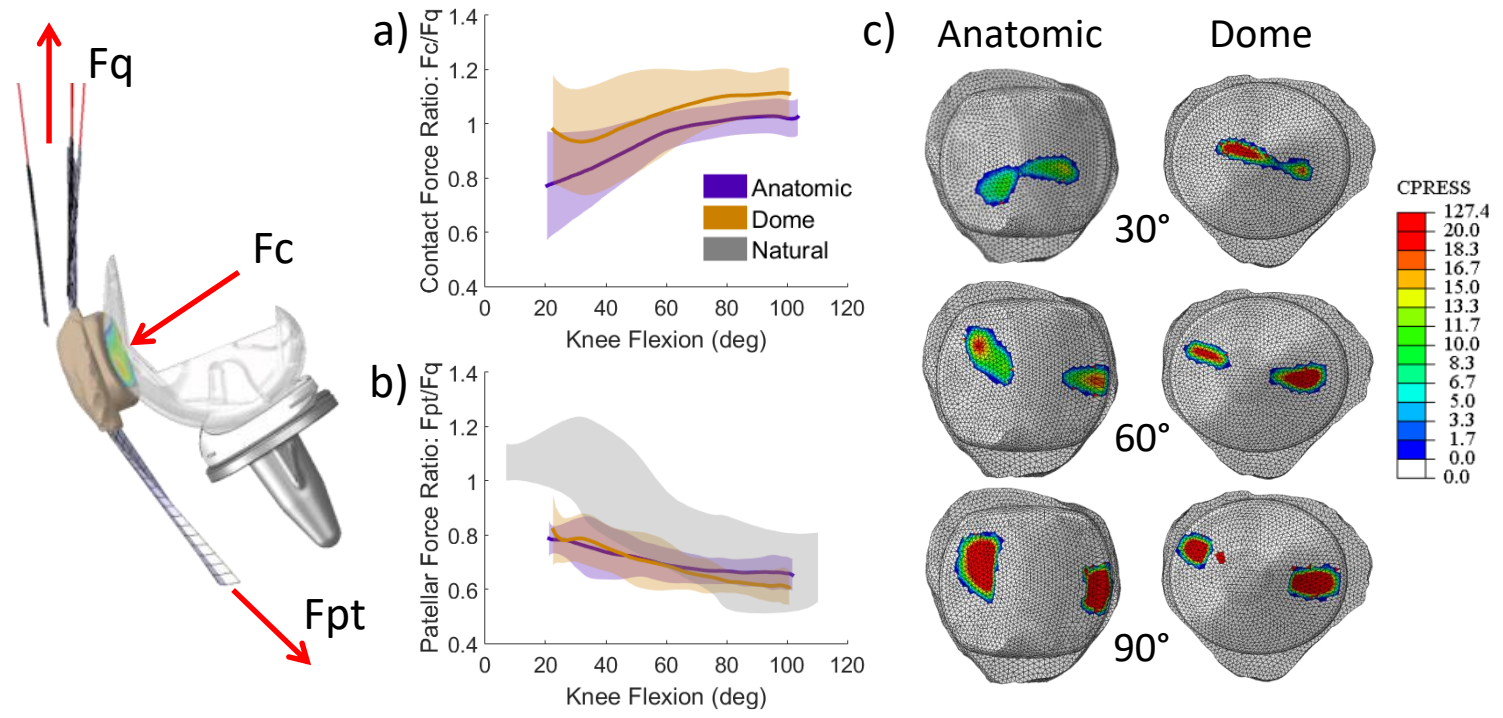 Fq
Fc
Fpt
a)
Contact Force Ratio: Fc/Fq
1.4
1.2
1
0.8
0.6
0.4
0 20 40 60 80 100 120
Knee Flexion (deg)
Anatomic
Dome
Natural
b)
Patellar Force Ratio: Fpt/Fq
1.4
1.2
1
0.8
0.6
0.4
0 20 40 60 80 100 120
Knee Flexion (deg)
c) Anatomic Dome
30°
60°
90°
CPRESS
127.4
20.0
18.3
16.7
15.0
13.3
11.7
10.0
8.3
6.7
5.0
3.3
1.7
0.0
0.0